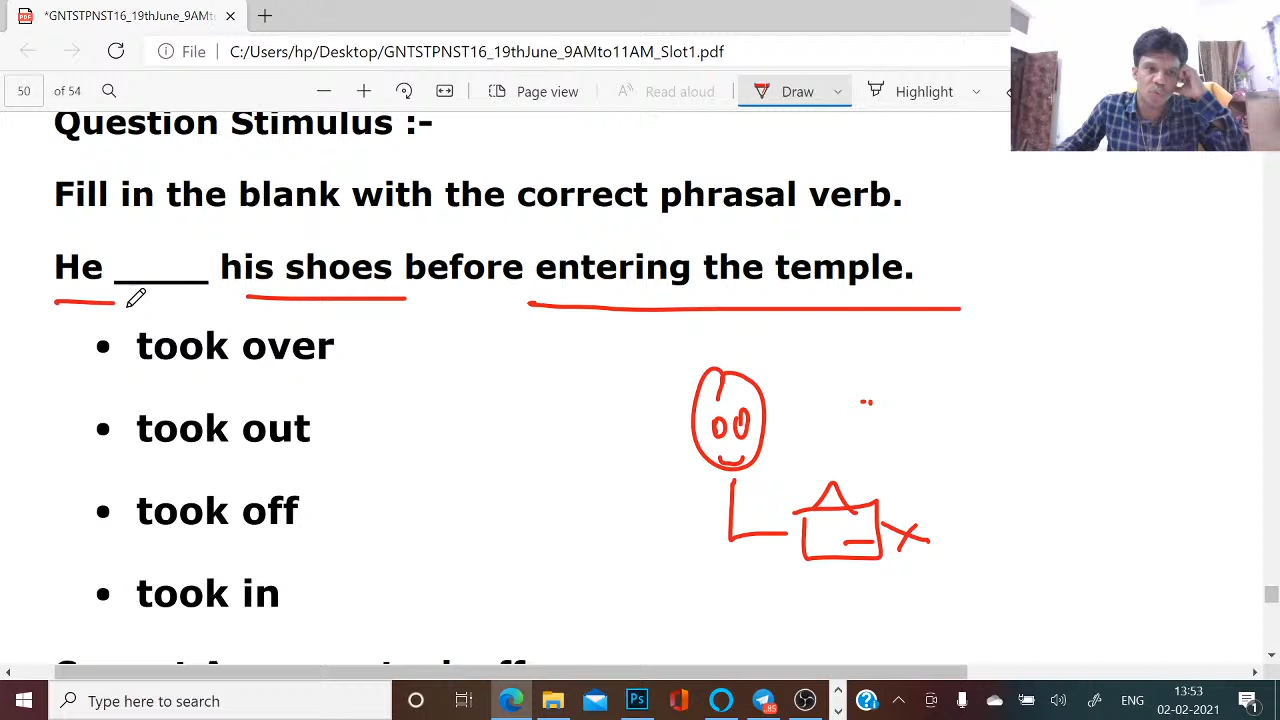 *GNTSTPNST16_19thJune_9AMt
File C:/Users/hp/Desktop/GNTSTPNST16_19thJune_9AMto11AM_Slot1.pdf
50 of 54 Page view Read aloud Draw Highlight
Question Stimulus :-
Fill in the blank with the correct phrasal verb.
He _____ his shoes before entering the temple.
• took over
• took out
• took off
• took in
Type here to search
ENG
13:53
02-02-2021